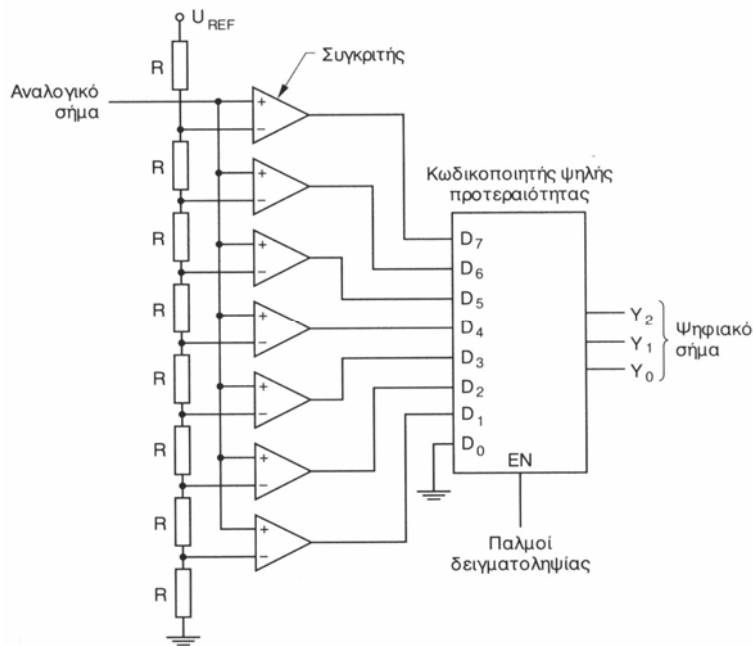 U REF
R
Συγκριτής
Αναλογικό
σήμα
+
−
R
+
−
Κωδικοποιητής ψηλής
προτεραιότητας
R
+
−
D7
D6
R
+
−
D5
D4
Y2
Y1
Y0
Ψηφιακό
σήμα
R
+
−
D3
D2
R
+
−
D1
D0
EN
R
+
−
Παλμοί
δειγματοληψίας
R